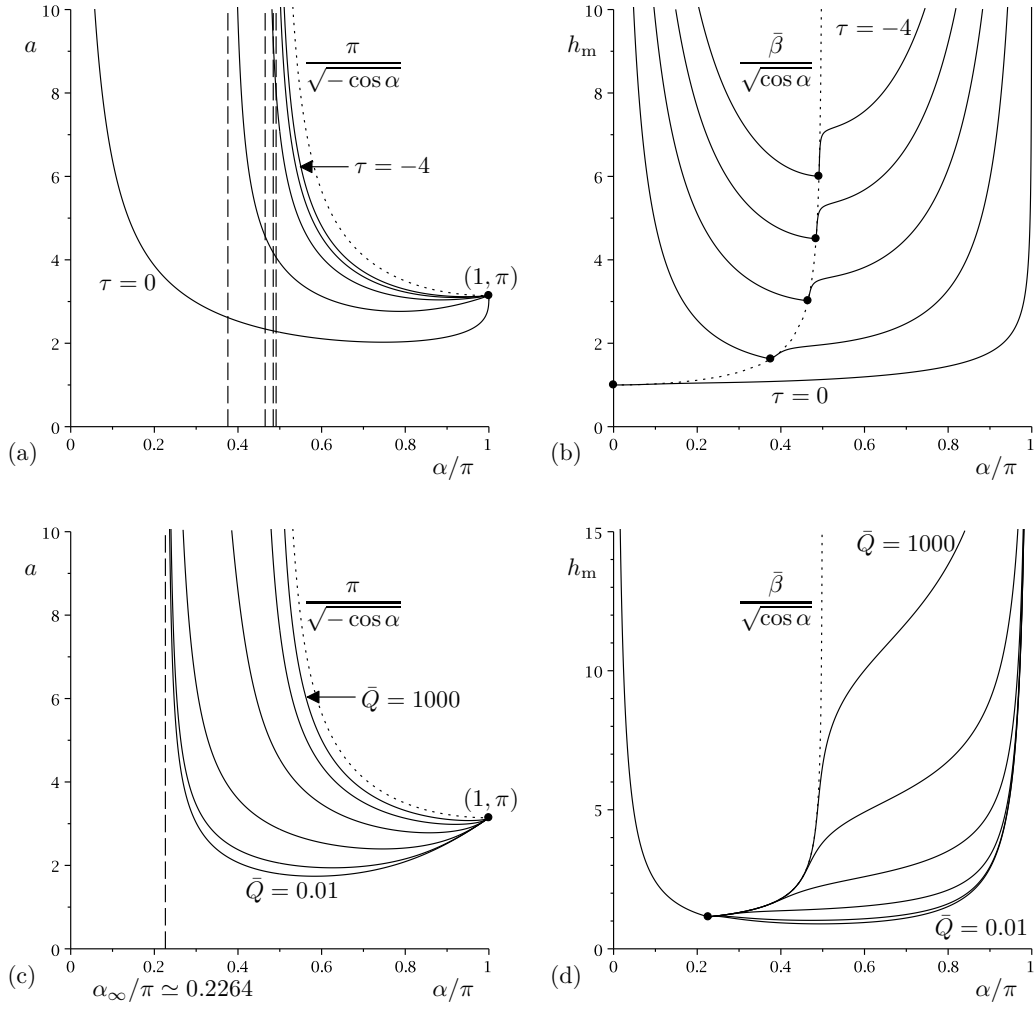 10
a
8
6
4
2
0
0
0.2
0.4
0.6
0.8
1
α/π
(a)
π
√(− cos α)
τ = −4
τ = 0
(1, π)
10
h_m
8
6
4
2
0
0
0.2
0.4
0.6
0.8
1
α/π
(b)
β̄
√(cos α)
τ = −4
τ = 0
10
a
8
6
4
2
0
0
0.2
0.4
0.6
0.8
1
α∞/π ≃ 0.2264
α/π
(c)
π
√(− cos α)
Q̄ = 1000
(1, π)
Q̄ = 0.01
15
h_m
10
5
0
0
0.2
0.4
0.6
0.8
1
α/π
(d)
β̄
√(cos α)
Q̄ = 1000
Q̄ = 0.01